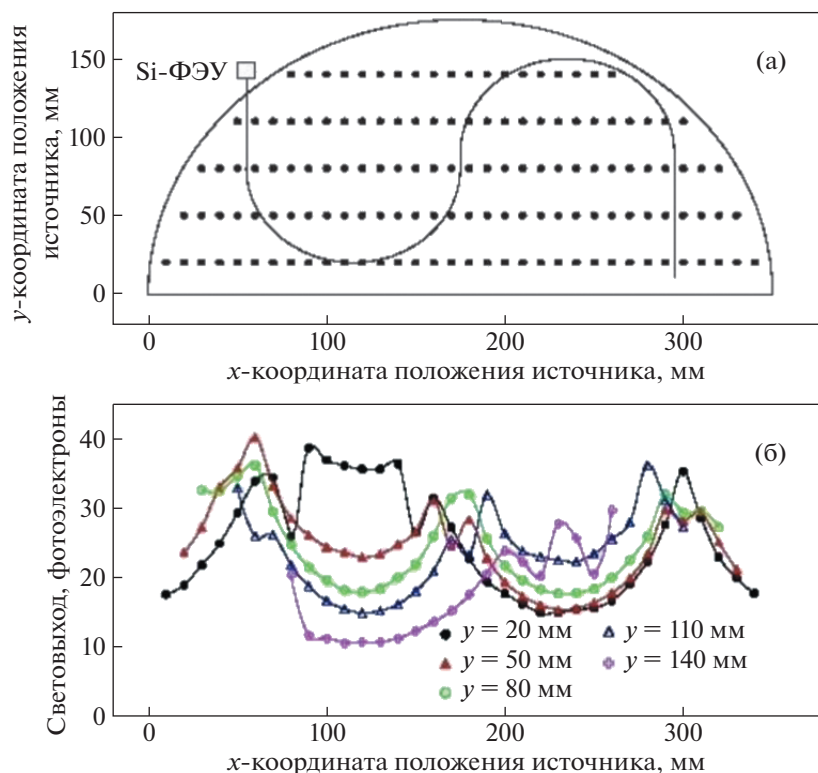 (а)
Si-ФЭУ
y-координата положения
источника, мм
150
100
50
0
0
100
200
300
x-координата положения источника, мм
(б)
Световыход, фотоэлектроны
40
30
20
10
0
y = 20 мм
y = 50 мм
y = 80 мм
y = 110 мм
y = 140 мм
0
100
200
300
x-координата положения источника, мм